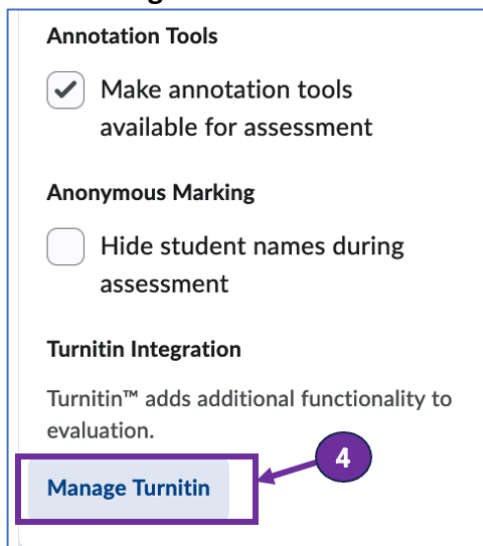 Annotation Tools
Make annotation tools
available for assessment
Anonymous Marking
Hide student names during
assessment
Turnitin Integration
Turnitin™ adds additional functionality to
evaluation.
4
Manage Turnitin